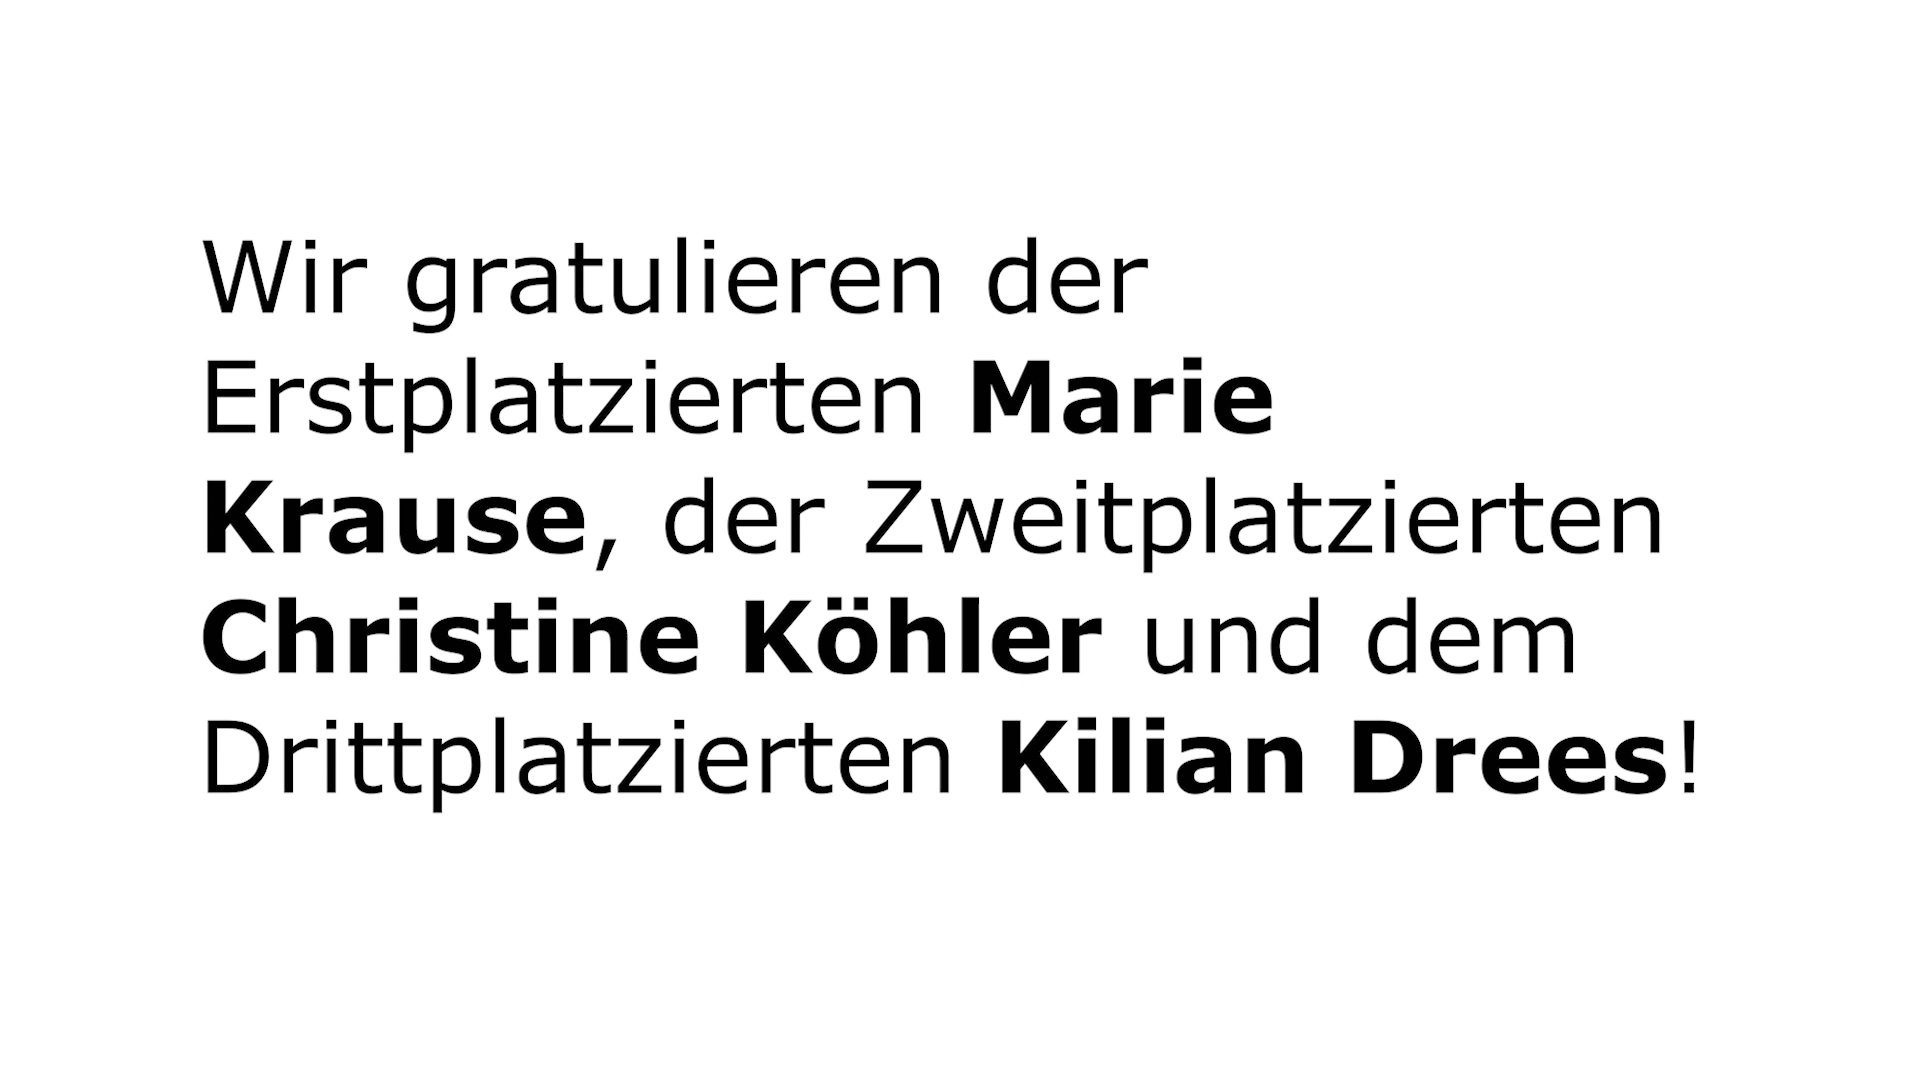 Wir gratulieren der
Erstplatzierten Marie
Krause, der Zweitplatzierten
Christine Köhler und dem
Drittplatzierten Kilian Drees!